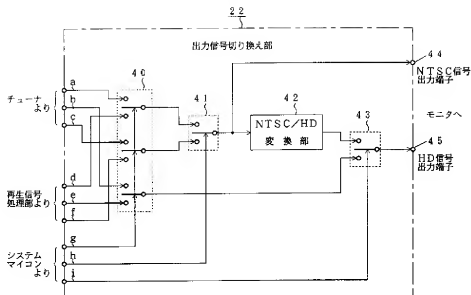 22
出力信号切り換え部
44
NTSC信号
出力端子
40
a
チューナ
より
b
c
41
42
NTSC/HD
変換部
43
モニタへ
45
HD信号
出力端子
d
再生信号
処理部より
e
f
g
システム
マイコン
より
h
i